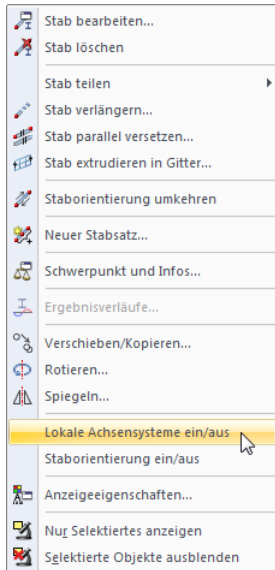 Stab bearbeiten...
Stab löschen
Stab teilen
Stab verlängern...
Stab parallel versetzen...
Stab extrudieren in Gitter...
Staborientierung umkehren
Neuer Stabsatz...
Schwerpunkt und Infos...
Ergebnisverläufe...
Verschieben/Kopieren...
Rotieren...
Spiegeln...
Lokale Achsensysteme ein/aus
Staborientierung ein/aus
Anzeigeeigenschaften...
Nur Selektiertes anzeigen
Selektierte Objekte ausblenden